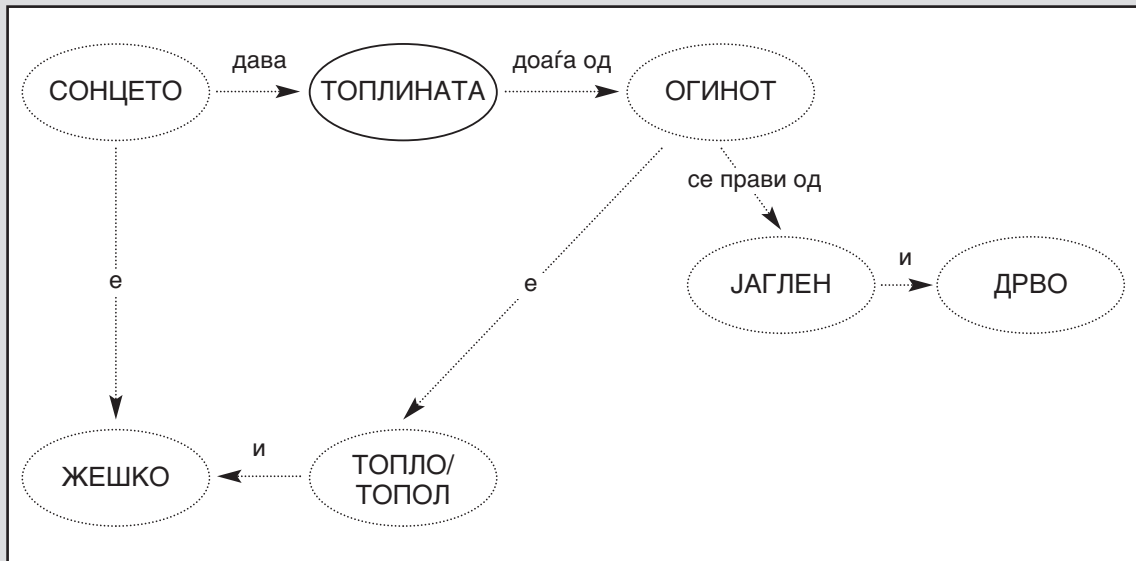 дава
доаѓа од
СОНЦЕТО
ТОПЛИНАТА
ОГИНОТ
се прави од
и
ЈАГЛЕН
ДРВО
е
е
и
ЖЕШКО
ТОПЛО/
ТОПОЛ